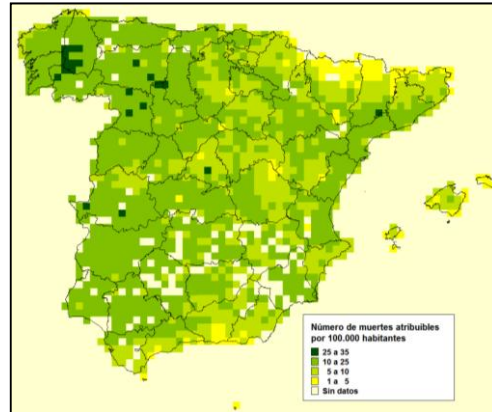 Número de muertes atribuibles
por 100.000 habitantes
25 a 35
10 a 25
5 a 10
1 a 5
Sin datos